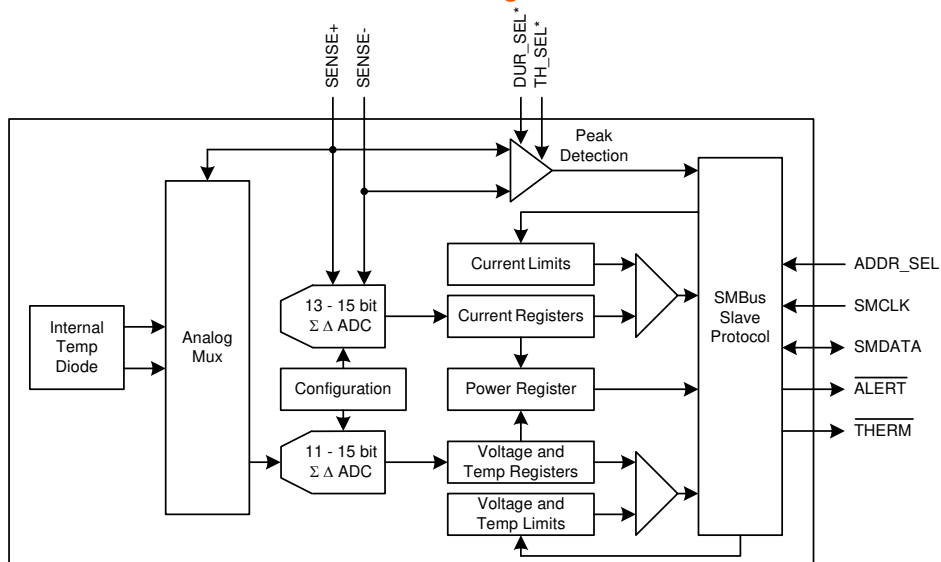 SENSE+
SENSE-
DUR_SEL*
TH_SEL*
Peak
Detection
Current Limits
13 - 15 bit
Σ Δ ADC
Current Registers
Internal
Temp
Diode
Analog
Mux
Configuration
Power Register
11 - 15 bit
Σ Δ ADC
Voltage and
Temp Registers
Voltage and
Temp Limits
SMBus
Slave
Protocol
ADDR_SEL
SMCLK
SMDATA
ALERT
THERM